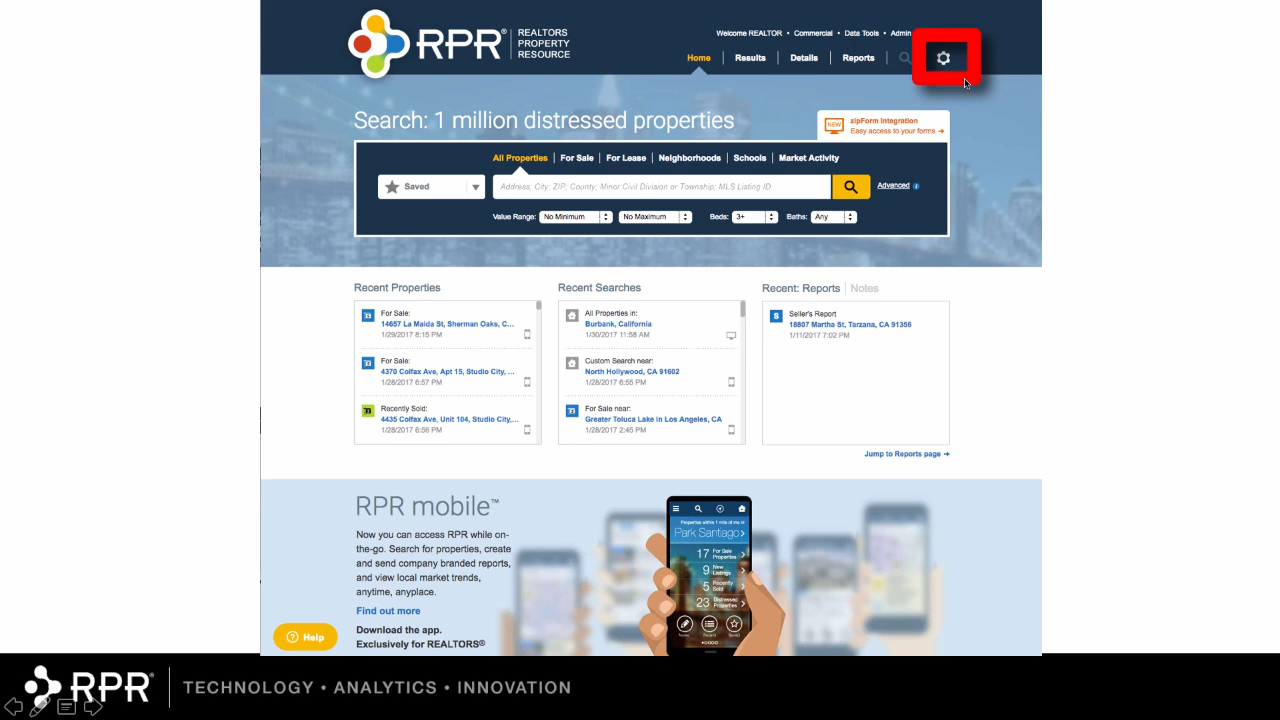 RPR®
REALTORS
PROPERTY
RESOURCE
Welcome REALTOR • Commercial • Data Tools • Admin
Home
Results
Details
Reports
Search: 1 million distressed properties
NEW
zipForm Integration
Easy access to your forms →
All Properties
For Sale
For Lease
Neighborhoods
Schools
Market Activity
Saved
Address; City; ZIP; County; Minor Civil Division or Township; MLS Listing ID
Advanced
Value Range: No Minimum No Maximum Beds: 3+ Baths: Any
Recent Properties
For Sale:
14657 La Maida St, Sherman Oaks, C...
1/29/2017 8:15 PM
For Sale:
4370 Colfax Ave, Apt 15, Studio City, ...
1/28/2017 6:57 PM
Recently Sold:
4435 Colfax Ave, Unit 104, Studio City,...
1/28/2017 6:56 PM
Recent Searches
All Properties in:
Burbank, California
1/30/2017 11:58 AM
Custom Search near:
North Hollywood, CA 91602
1/28/2017 6:55 PM
For Sale near:
Greater Toluca Lake in Los Angeles, CA
1/28/2017 2:45 PM
Recent: Reports | Notes
S
Seller's Report
18807 Martha St, Tarzana, CA 91356
1/11/2017 7:02 PM
Jump to Reports page →
RPR mobile™
Now you can access RPR while on-
the-go. Search for properties, create
and send company branded reports,
and view local market trends,
anytime, anyplace.
Find out more
Download the app.
Exclusively for REALTORS®
Properties within 1 mile of me in
Park Santiago
17 For Sale Properties
9 New Listings
5 Recently Sold
23 Distressed Properties
Help
RPR®
TECHNOLOGY • ANALYTICS • INNOVATION